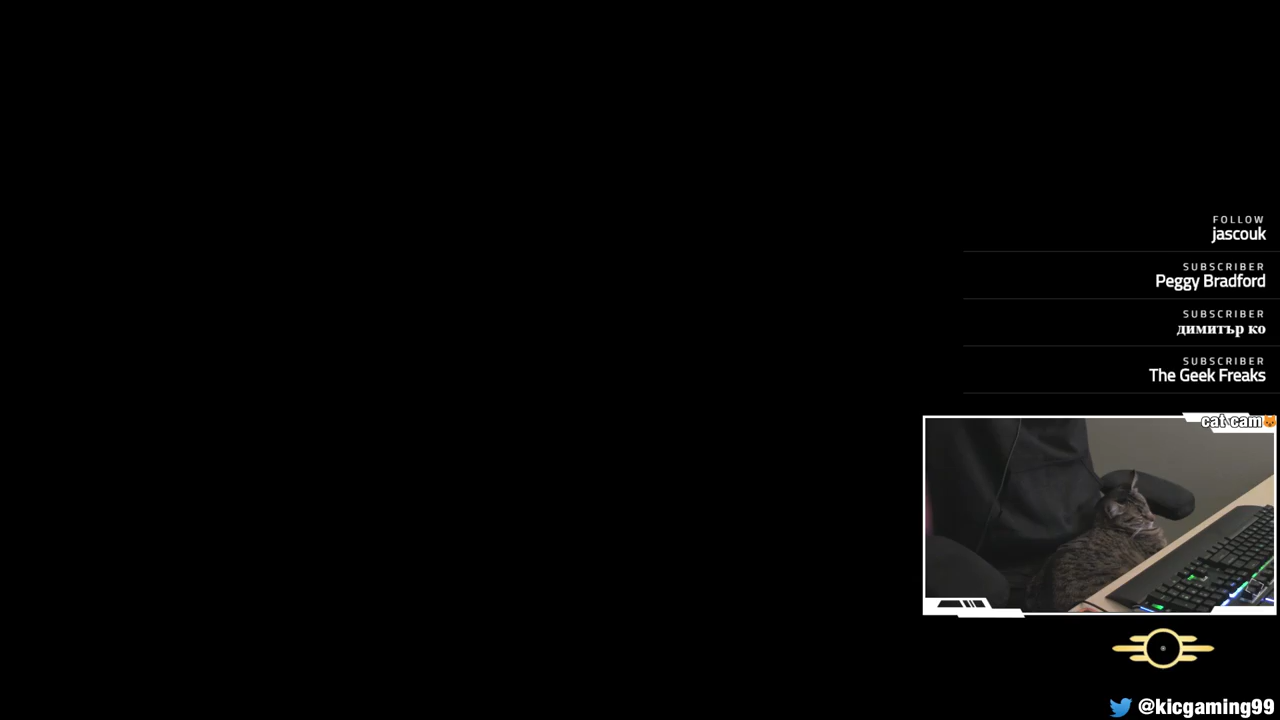 FOLLOW
jascouk
SUBSCRIBER
Peggy Bradford
SUBSCRIBER
димитър ко
SUBSCRIBER
The Geek Freaks
cat cam🐱
@kicgaming99